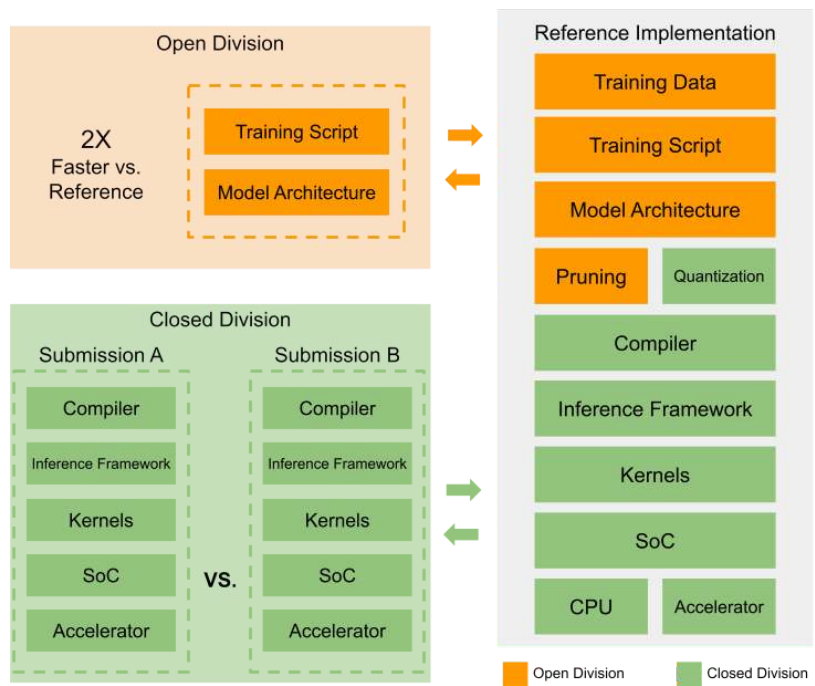 Open Division
2X
Faster vs.
Reference
Training Script
Model Architecture
Closed Division
Submission A
Compiler
Inference Framework
Kernels
SoC
Accelerator
VS.
Submission B
Compiler
Inference Framework
Kernels
SoC
Accelerator
Reference Implementation
Training Data
Training Script
Model Architecture
Pruning
Quantization
Compiler
Inference Framework
Kernels
SoC
CPU
Accelerator
Open Division
Closed Division